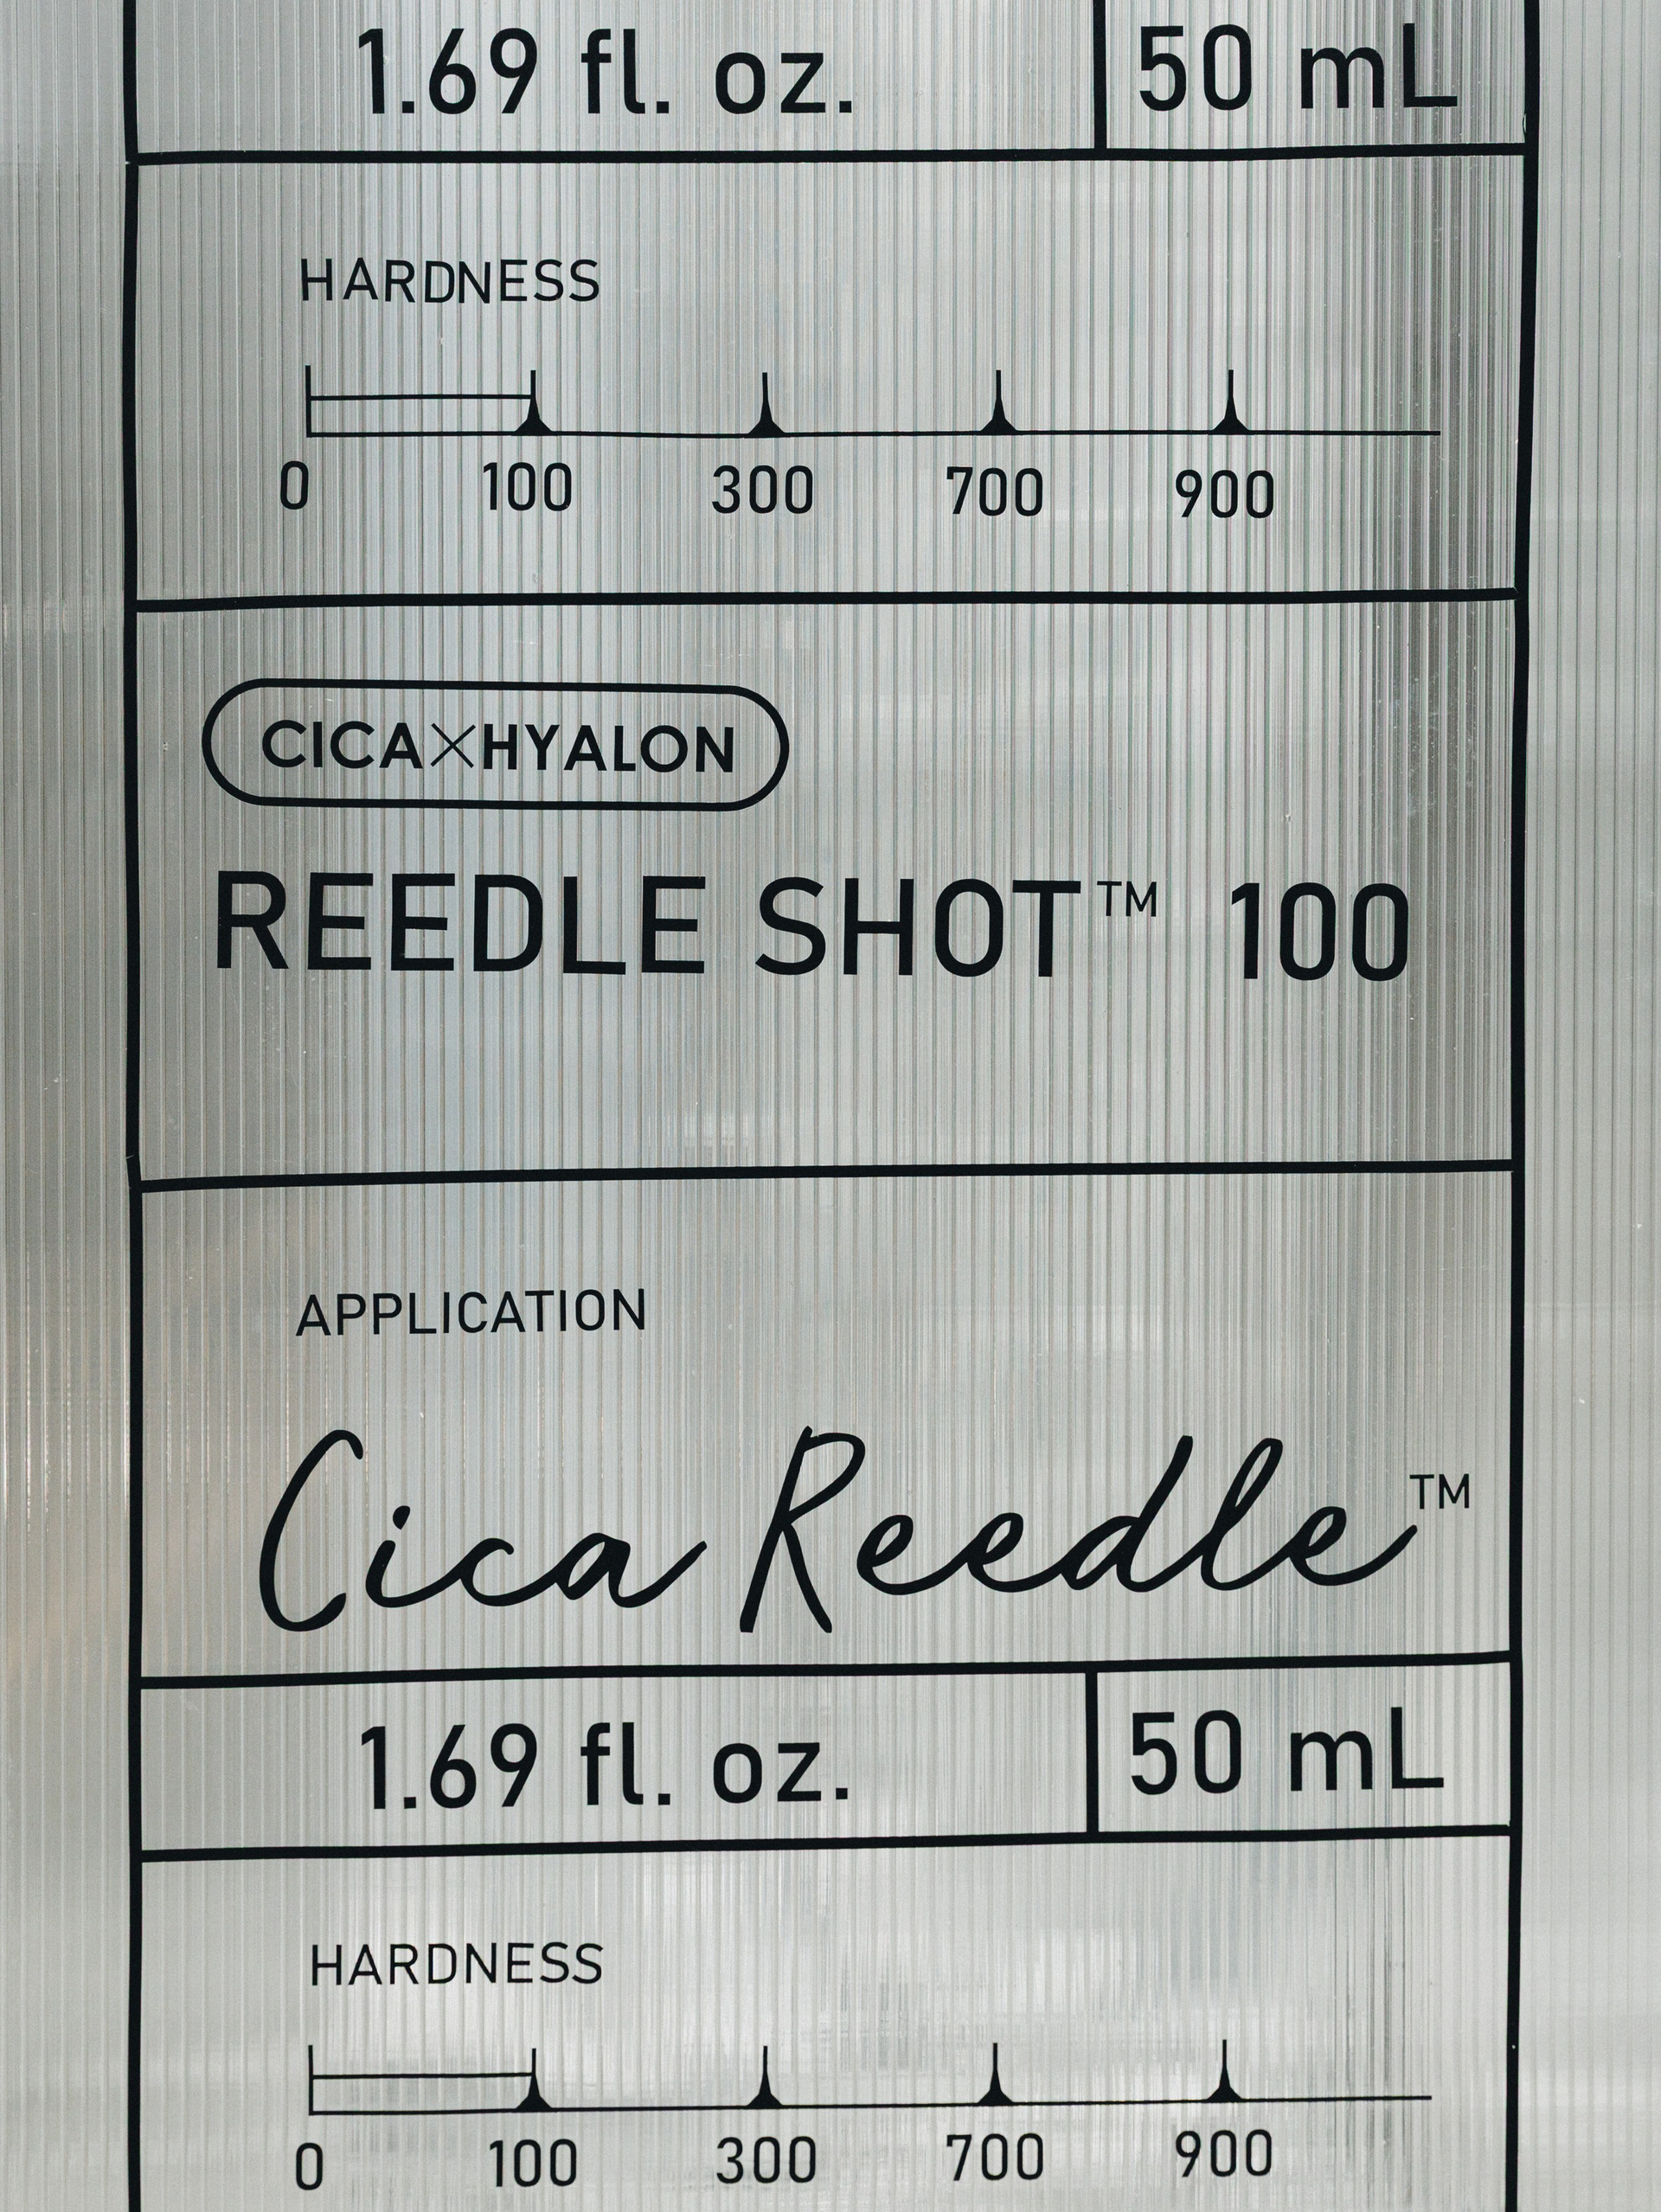 1.69 fl. oz. 50 mL
HARDNESS
0 100 300 700 900
CICA×HYALON
REEDLE SHOT™ 100
APPLICATION
Cica Reedle™
1.69 fl. oz. 50 mL
HARDNESS
0 100 300 700 900